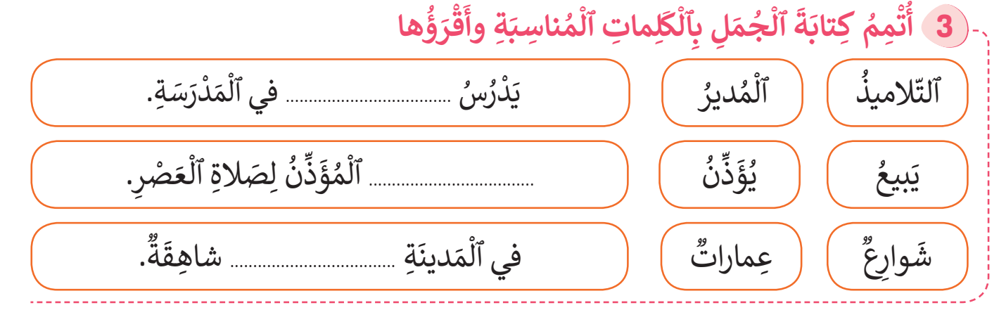 3 أُتْمِمُ كِتابَةَ ٱلْجُمَلِ بِٱلْكَلِماتِ ٱلْمُناسِبَةِ وأَقْرَؤُها
ٱلتّلاميذُ ٱلْمُديرُ يَدْرُسُ .................................... في ٱلْمَدْرَسَةِ.
يَبيعُ يُؤَذِّنُ .................................... ٱلْمُؤَذِّنُ لِصَلاةِ ٱلْعَصْرِ.
شَوارِعٌ عِماراتٌ في ٱلْمَدينَةِ .................................... شاهِقَةٌ.